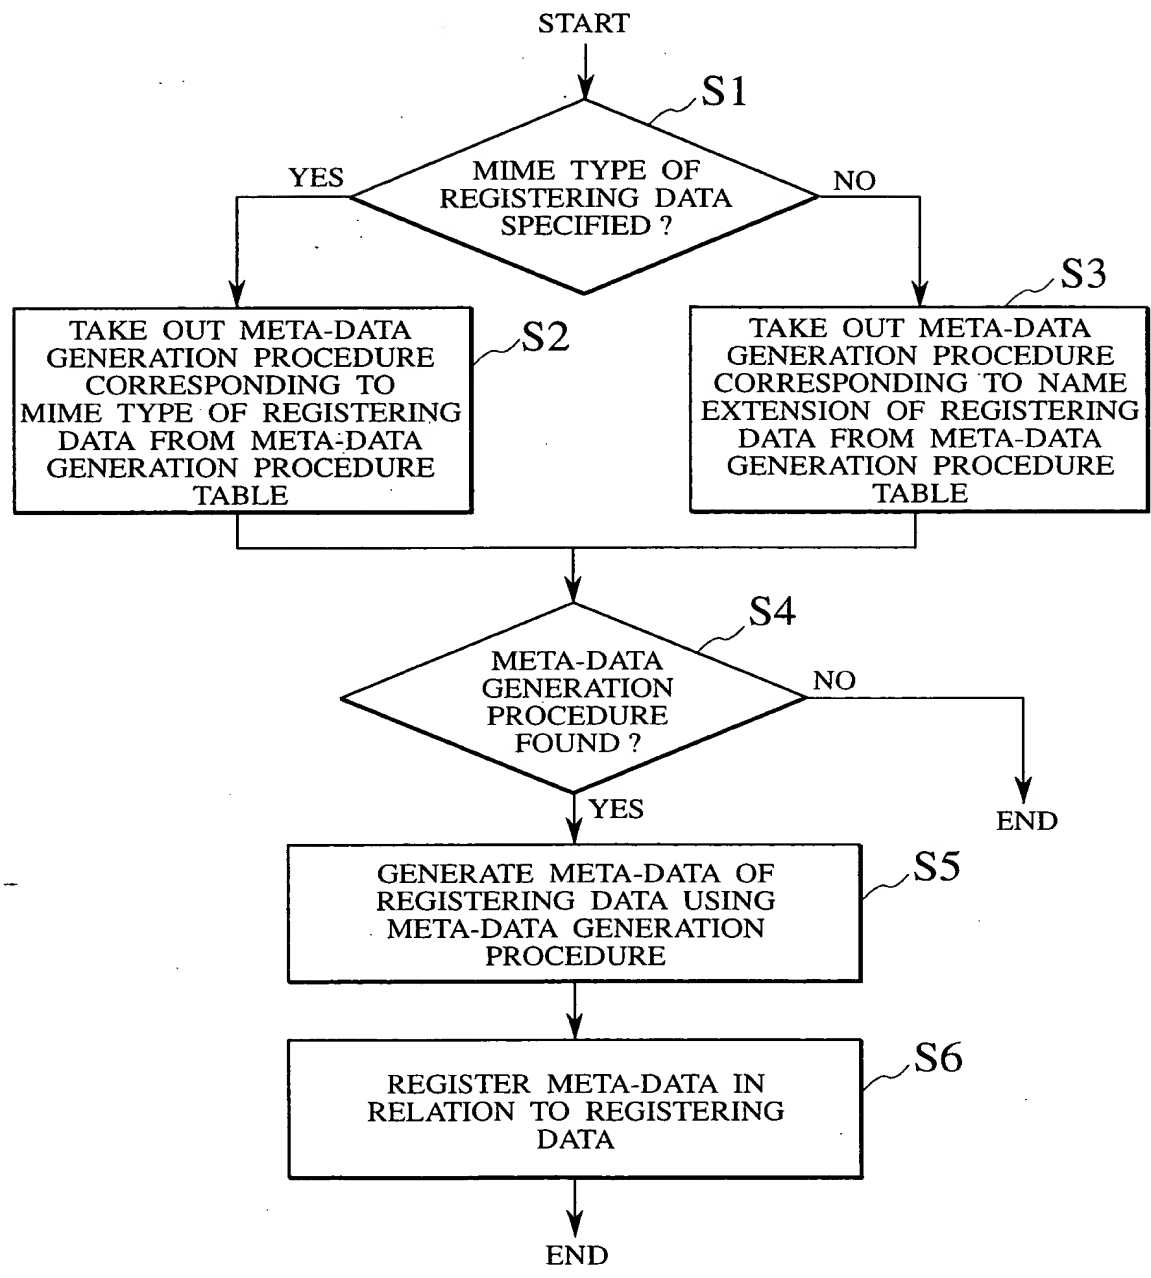 START
S1
MIME TYPE OF
REGISTERING DATA
SPECIFIED ?
YES
NO
S2
TAKE OUT META-DATA
GENERATION PROCEDURE
CORRESPONDING TO
MIME TYPE OF REGISTERING
DATA FROM META-DATA
GENERATION PROCEDURE
TABLE
S3
TAKE OUT META-DATA
GENERATION PROCEDURE
CORRESPONDING TO NAME
EXTENSION OF REGISTERING
DATA FROM META-DATA
GENERATION PROCEDURE
TABLE
S4
META-DATA
GENERATION
PROCEDURE
FOUND ?
NO
END
YES
S5
GENERATE META-DATA OF
REGISTERING DATA USING
META-DATA GENERATION
PROCEDURE
S6
REGISTER META-DATA IN
RELATION TO REGISTERING
DATA
END